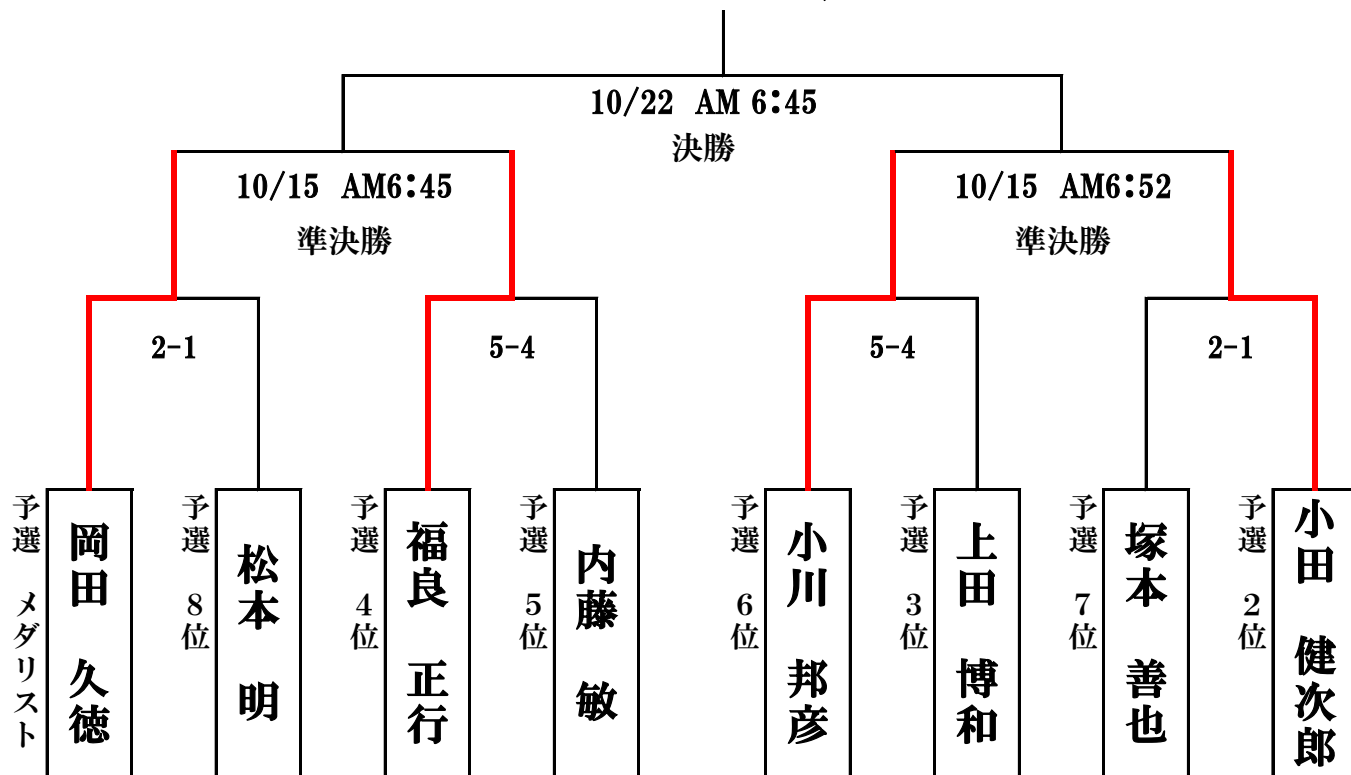 10/22 AM 6:45
決勝
10/15 AM6:45
準決勝
10/15 AM6:52
準決勝
2-1
5-4
5-4
2-1
予選 メダリスト
岡田 久徳
予選 8位
松本 明
予選 4位
福良 正行
予選 5位
内藤 敏
予選 6位
小川 邦彦
予選 3位
上田 博和
予選 7位
塚本 善也
予選 2位
小田 健次郎